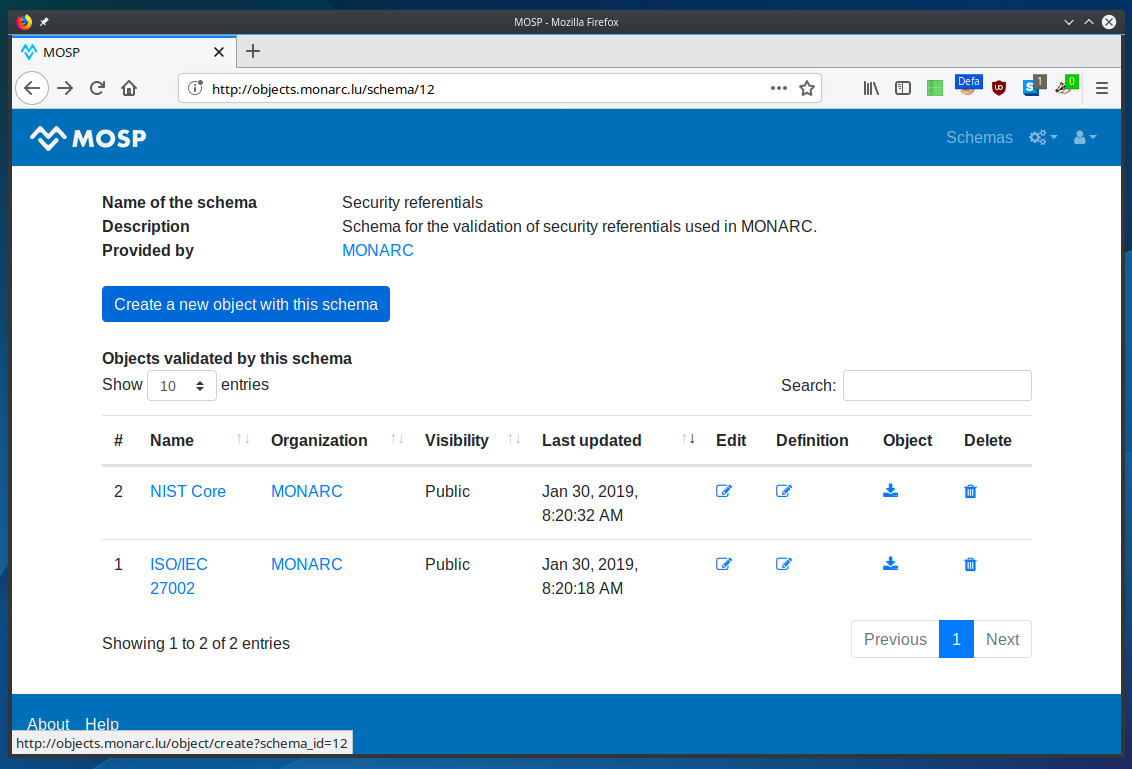 MOSP - Mozilla Firefox
MOSP
http://objects.monarc.lu/schema/12
Defa
1
0
MOSP
Schemas
Name of the schema Security referentials
Description Schema for the validation of security referentials used in MONARC.
Provided by MONARC
Create a new object with this schema
Objects validated by this schema
Show 10 entries Search:
# Name Organization Visibility Last updated Edit Definition Object Delete
2 NIST Core MONARC Public Jan 30, 2019,
8:20:32 AM
1 ISO/IEC MONARC Public Jan 30, 2019,
27002 8:20:18 AM
Showing 1 to 2 of 2 entries Previous 1 Next
About Help
http://objects.monarc.lu/object/create?schema_id=12